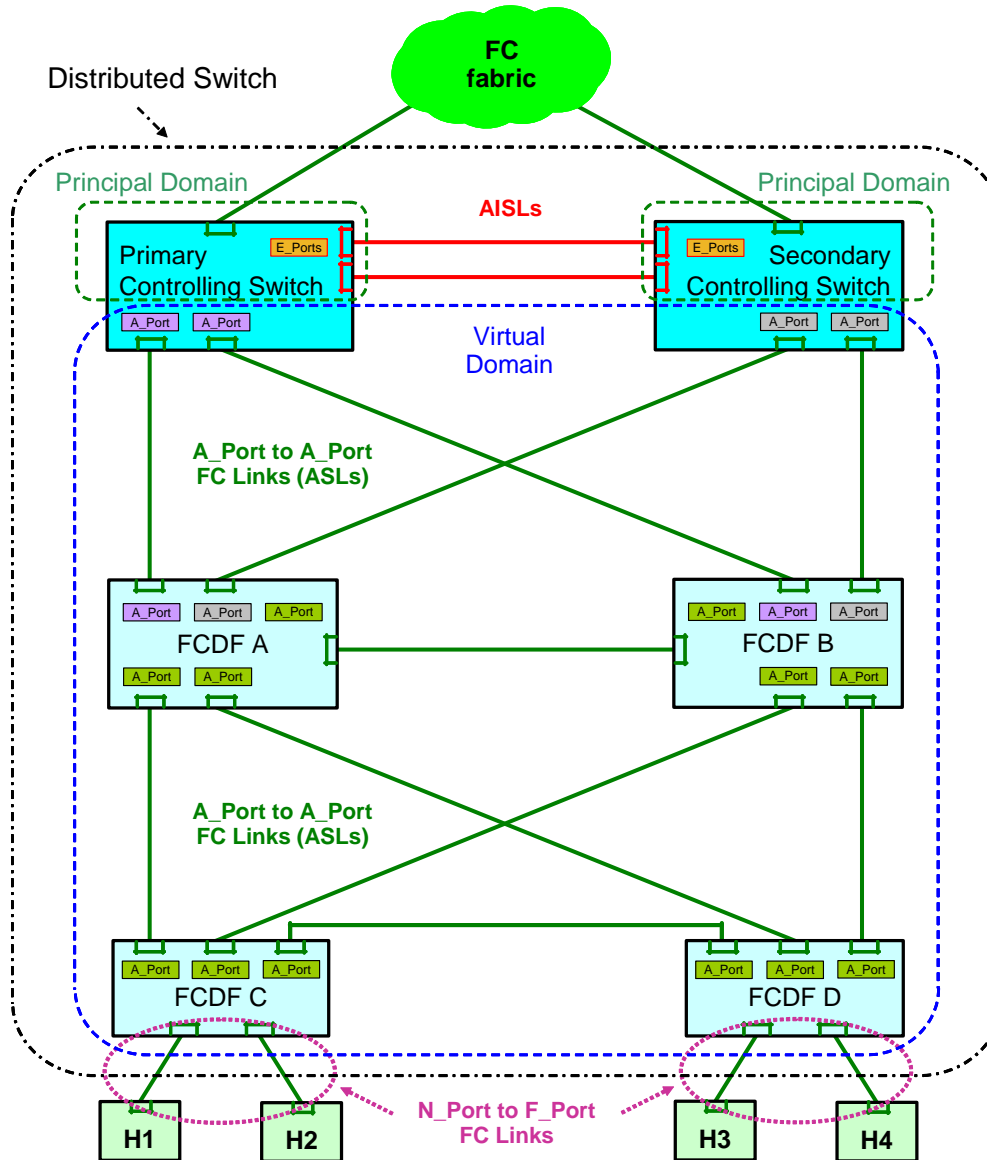 FC
fabric
Distributed Switch
Principal Domain
Principal Domain
AISLs
Primary
Controlling Switch
E_Ports
E_Ports
Secondary
Controlling Switch
A_Port
A_Port
A_Port
A_Port
Virtual
Domain
A_Port to A_Port
FC Links (ASLs)
A_Port
A_Port
A_Port
FCDF A
A_Port
A_Port
A_Port
A_Port
A_Port
FCDF B
A_Port
A_Port
A_Port to A_Port
FC Links (ASLs)
A_Port
A_Port
A_Port
FCDF C
A_Port
A_Port
A_Port
FCDF D
N_Port to F_Port
FC Links
H1
H2
H3
H4